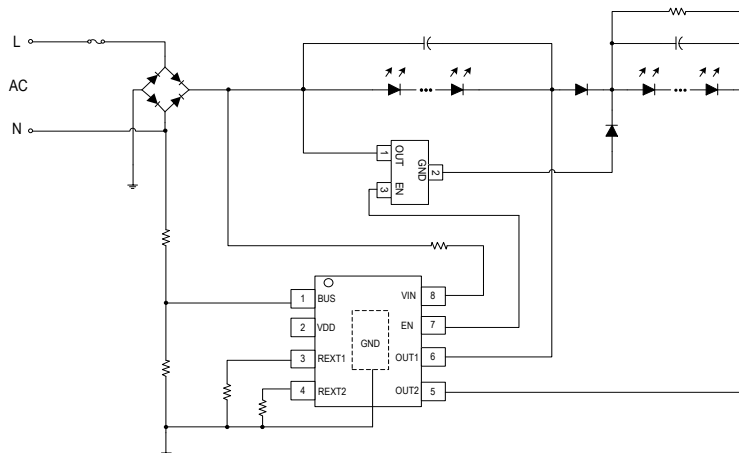 L
AC
N
1
OUT
GND
2
3
EN
1
BUS
VIN
8
2
VDD
EN
7
GND
3
REXT1
OUT1
6
4
REXT2
OUT2
5